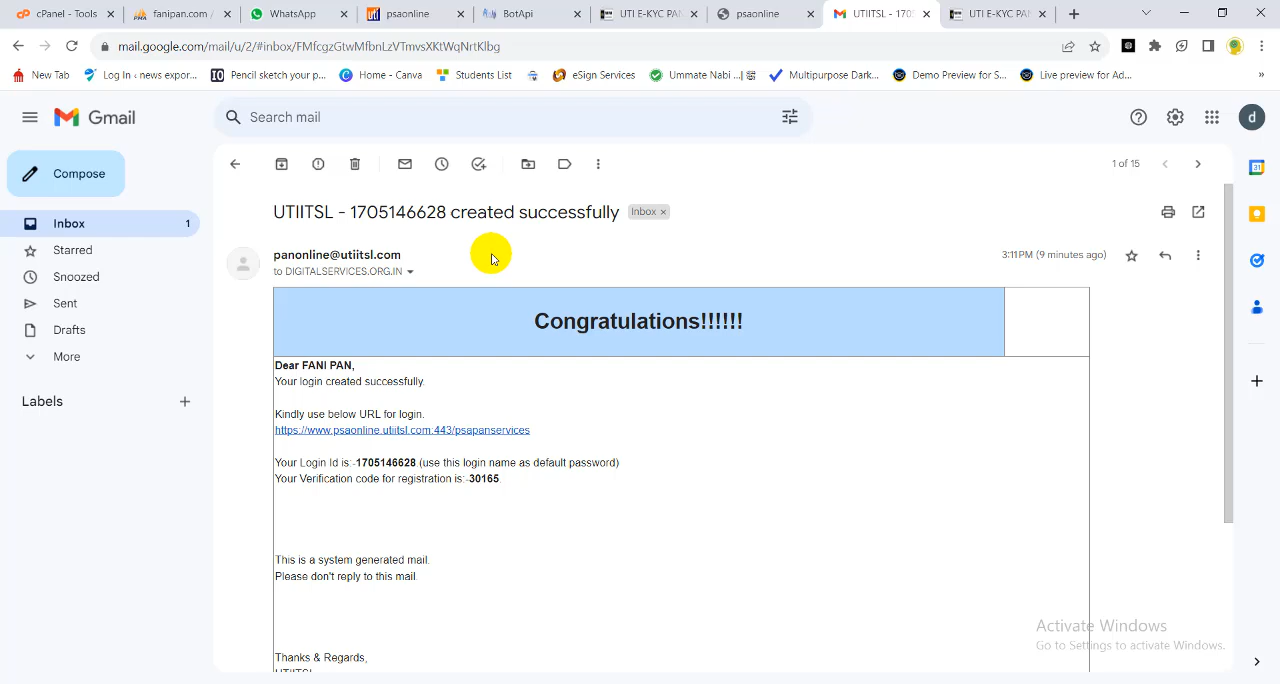 cPanel - Tools
fanipan.com /
WhatsApp
psaonline
BotApi
UTI E-KYC PAN
psaonline
UTIITSL - 1705
UTI E-KYC PAN
mail.google.com/mail/u/2/#inbox/FMfcgzGtwMfbnLzVTmvsXKtWqNrtKlbg
New Tab
Log In ‹ news expor...
Pencil sketch your p...
Home - Canva
Students List
eSign Services
Ummate Nabi ...|
Multipurpose Dark...
Demo Preview for S...
Live preview for Ad...
»
Gmail
Search mail
d
Compose
1 of 15
Inbox 1
Starred
Snoozed
Sent
Drafts
More
Labels
UTIITSL - 1705146628 created successfully
Inbox ×
panonline@utiitsl.com
to DIGITALSERVICES.ORG.IN
3:11PM (9 minutes ago)
Congratulations!!!!!!
Dear FANI PAN,
Your login created successfully.
Kindly use below URL for login.
https://www.psaonline.utiitsl.com:443/psapanservices
Your Login Id is:-1705146628.(use this login name as default password)
Your Verification code for registration is:-30165.
This is a system generated mail.
Please don't reply to this mail.
Thanks & Regards,
UTIITSL
Activate Windows
Go to Settings to activate Windows.